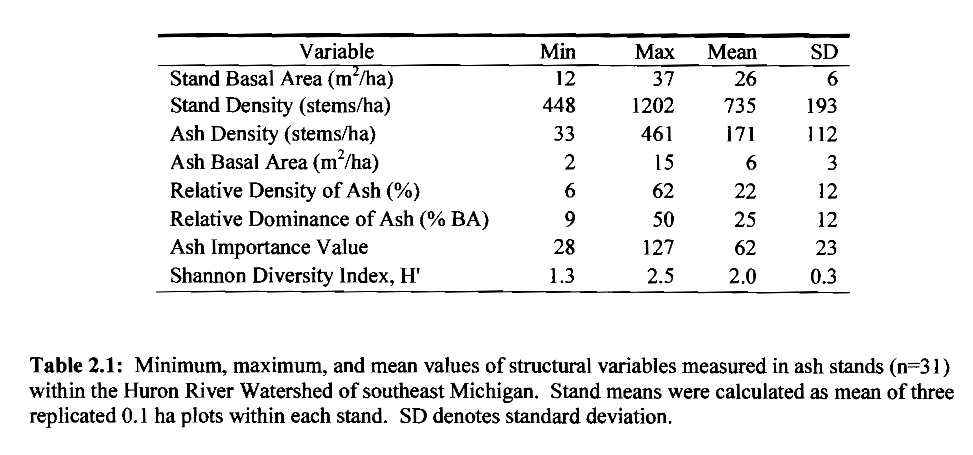 Variable Min Max Mean SD
Stand Basal Area (m²/ha) 12 37 26 6
Stand Density (stems/ha) 448 1202 735 193
Ash Density (stems/ha) 33 461 171 112
Ash Basal Area (m²/ha) 2 15 6 3
Relative Density of Ash (%) 6 62 22 12
Relative Dominance of Ash (% BA) 9 50 25 12
Ash Importance Value 28 127 62 23
Shannon Diversity Index, H' 1.3 2.5 2.0 0.3
Table 2.1: Minimum, maximum, and mean values of structural variables measured in ash stands (n=31)
within the Huron River Watershed of southeast Michigan. Stand means were calculated as mean of three
replicated 0.1 ha plots within each stand. SD denotes standard deviation.